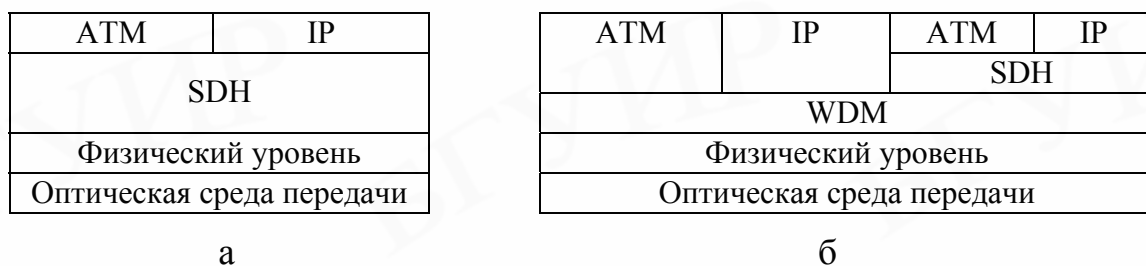 ATM IP
SDH
Физический уровень
Оптическая среда передачи
а
ATM IP ATM IP
SDH
WDM
Физический уровень
Оптическая среда передачи
б
БГУИР